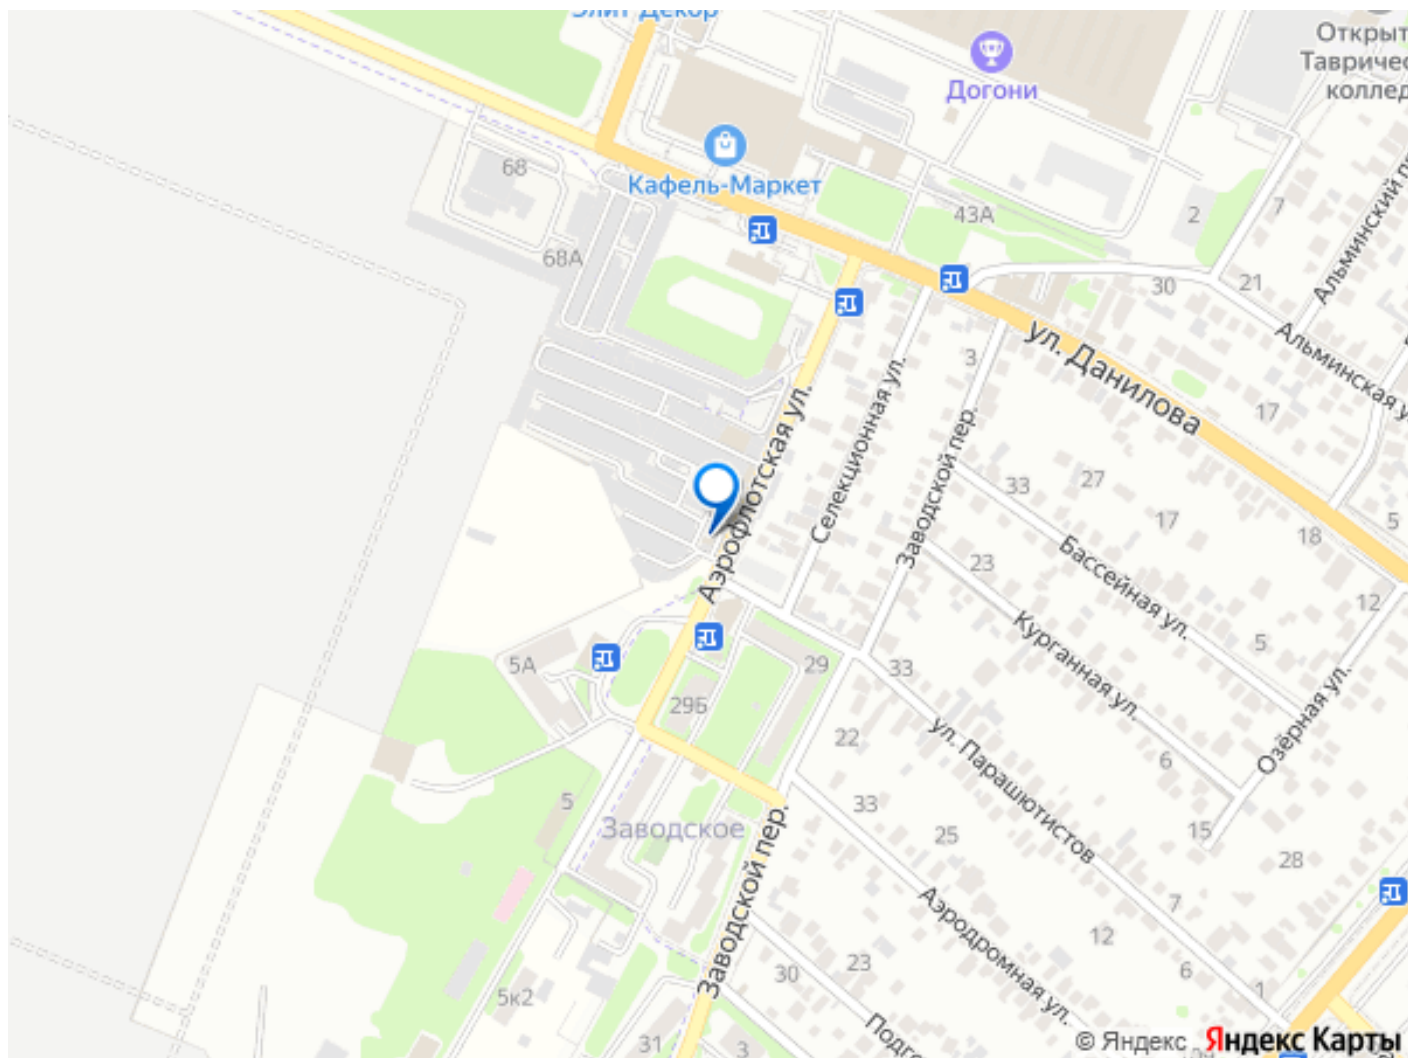 Элит Декор
Открыт
Тавричес
коллед
Догони
68
Кафель-Маркет
43А
2
7
Альминский пр
68А
30
21
ул. Данилова
3
Альминская у
17
Аэрофлотская ул.
Селекционная ул.
Заводской пер.
33
27
17
18
5
23
Бассейная ул.
12
5А
29
33
Курганная ул.
5
Озёрная ул.
29Б
22
ул. Парашютистов
6
5
33
Заводское
25
15
28
Заводской пер.
Аэродромная ул.
7
12
23
30
6
1
5к2
Подго
31
3
© Яндекс Яндекс Карты